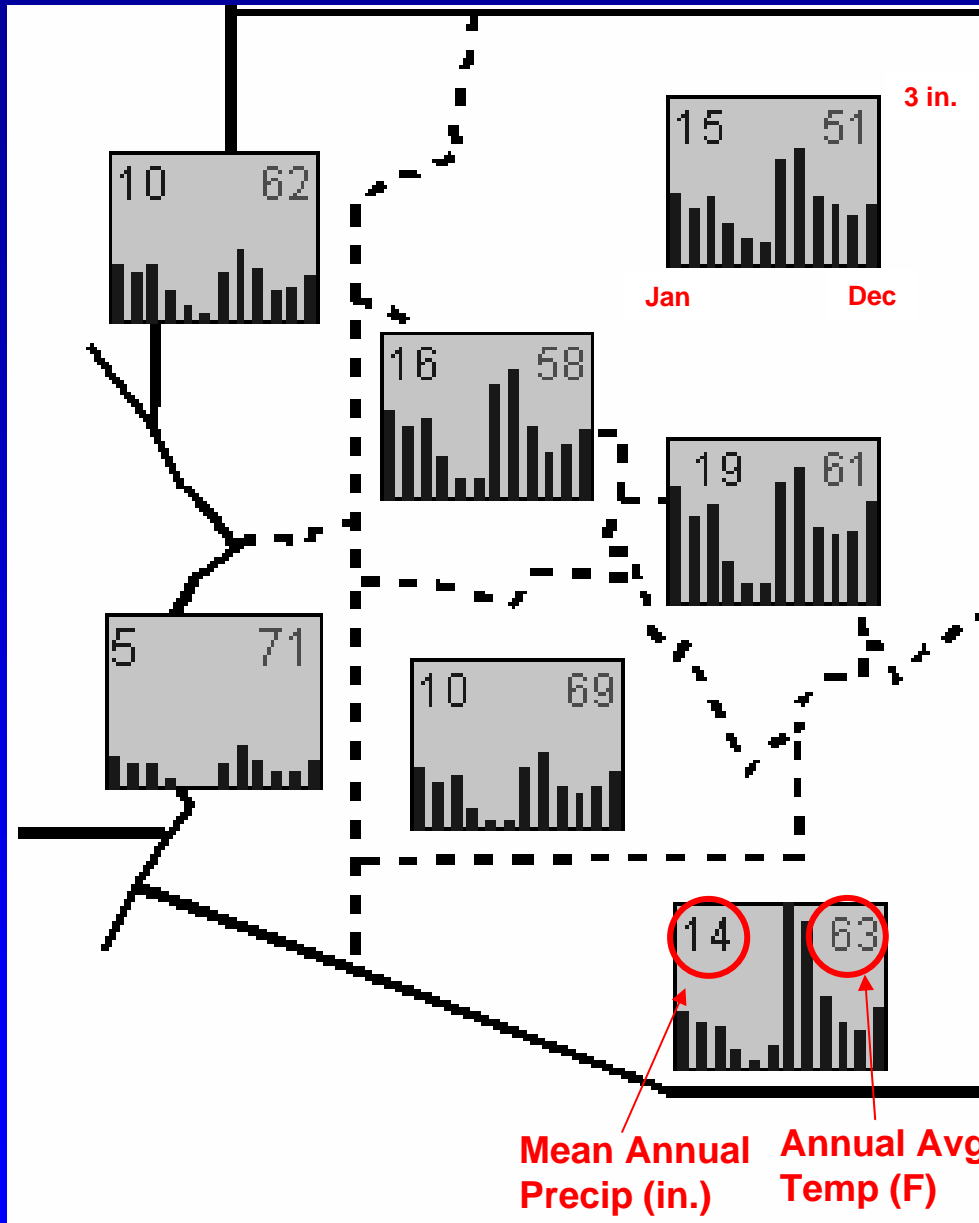 3 in.
15 51
10 62
Jan Dec
16 58
19 61
5 71
10 69
14 63
Mean Annual
Precip (in.)
Annual Avg
Temp (F)